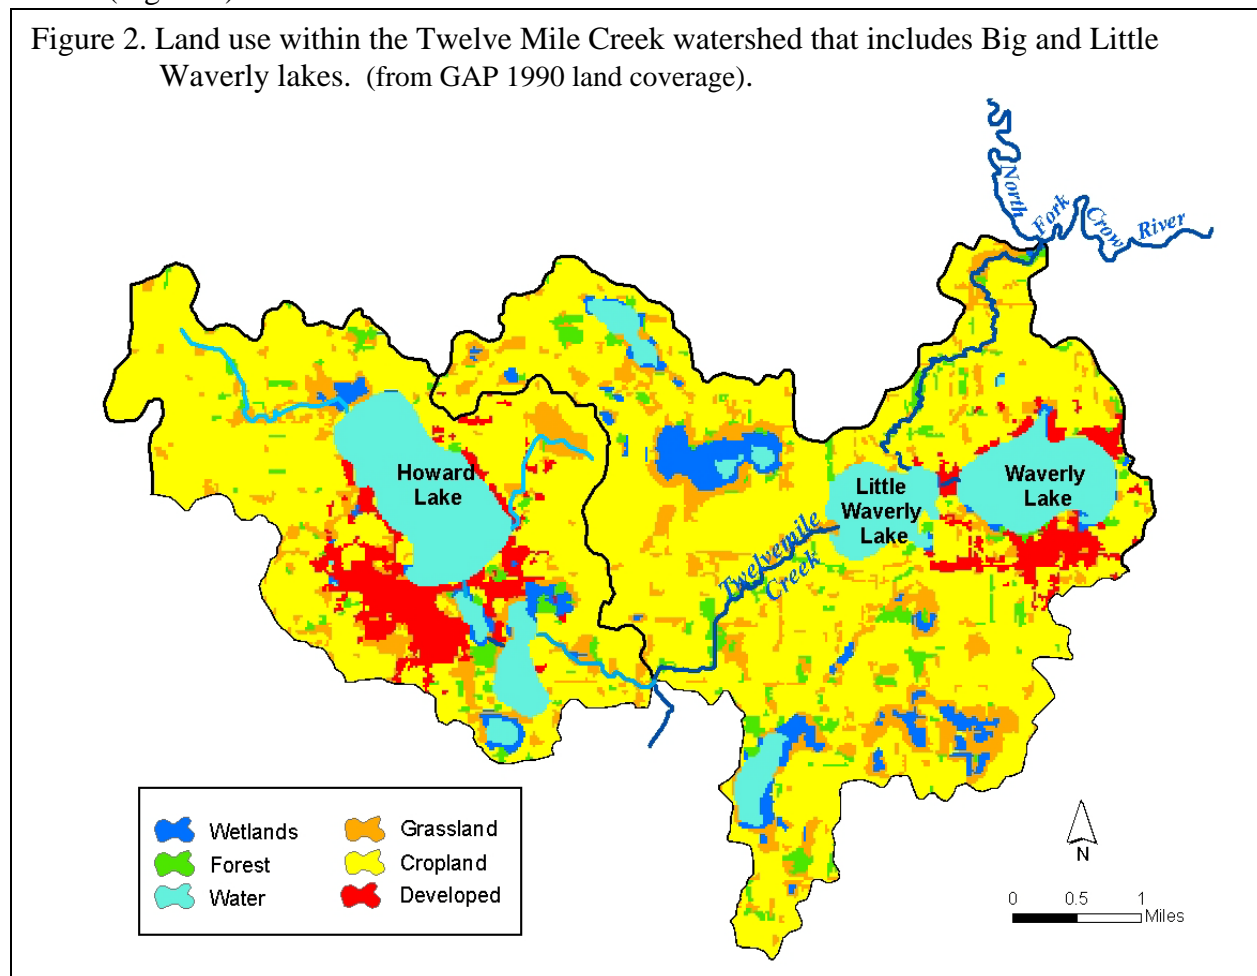 Figure 2. Land use within the Twelve Mile Creek watershed that includes Big and Little
Waverly lakes. (from GAP 1990 land coverage).
North Fork Crow River
Howard
Lake
Little
Waverly
Lake
Waverly
Lake
Twelvemile
Creek
Wetlands
Forest
Water
Grassland
Cropland
Developed
N
0 0.5 1
Miles